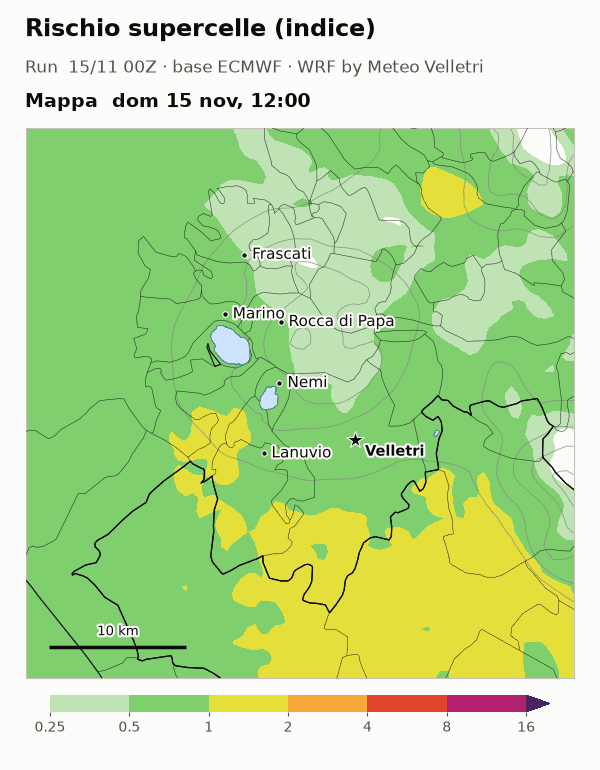 Rischio supercelle (indice)
Run  15/11 00Z · base ECMWF · WRF by Meteo Velletri
Mappa  dom 15 nov, 12:00
Frascati
Marino
Rocca di Papa
Nemi
Velletri
Lanuvio
10 km
0.25 0.5 1 2 4 8 16